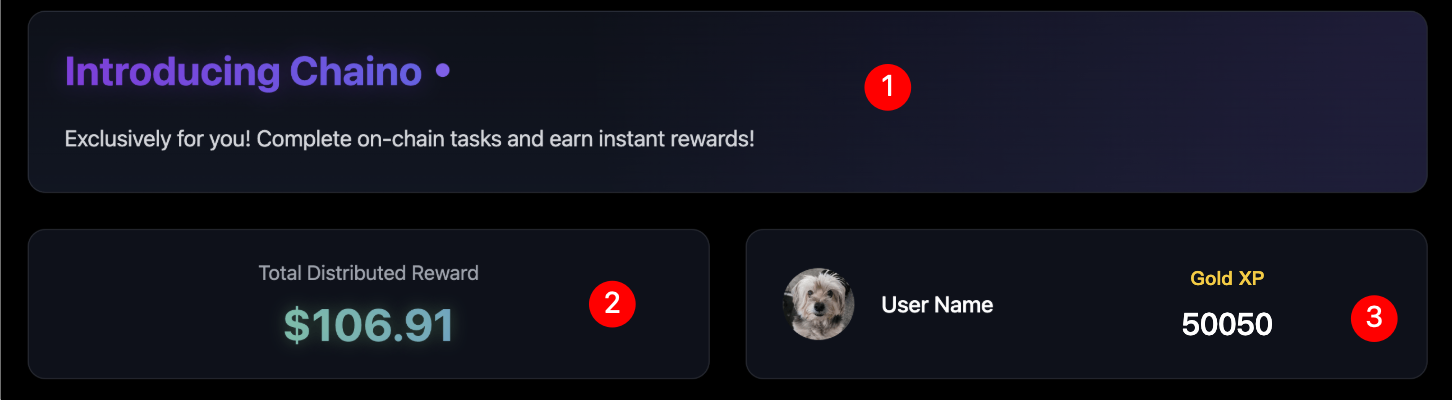 Introducing Chaino •
1
Exclusively for you! Complete on-chain tasks and earn instant rewards!
Total Distributed Reward
$106.91
2
User Name
Gold XP
50050
3